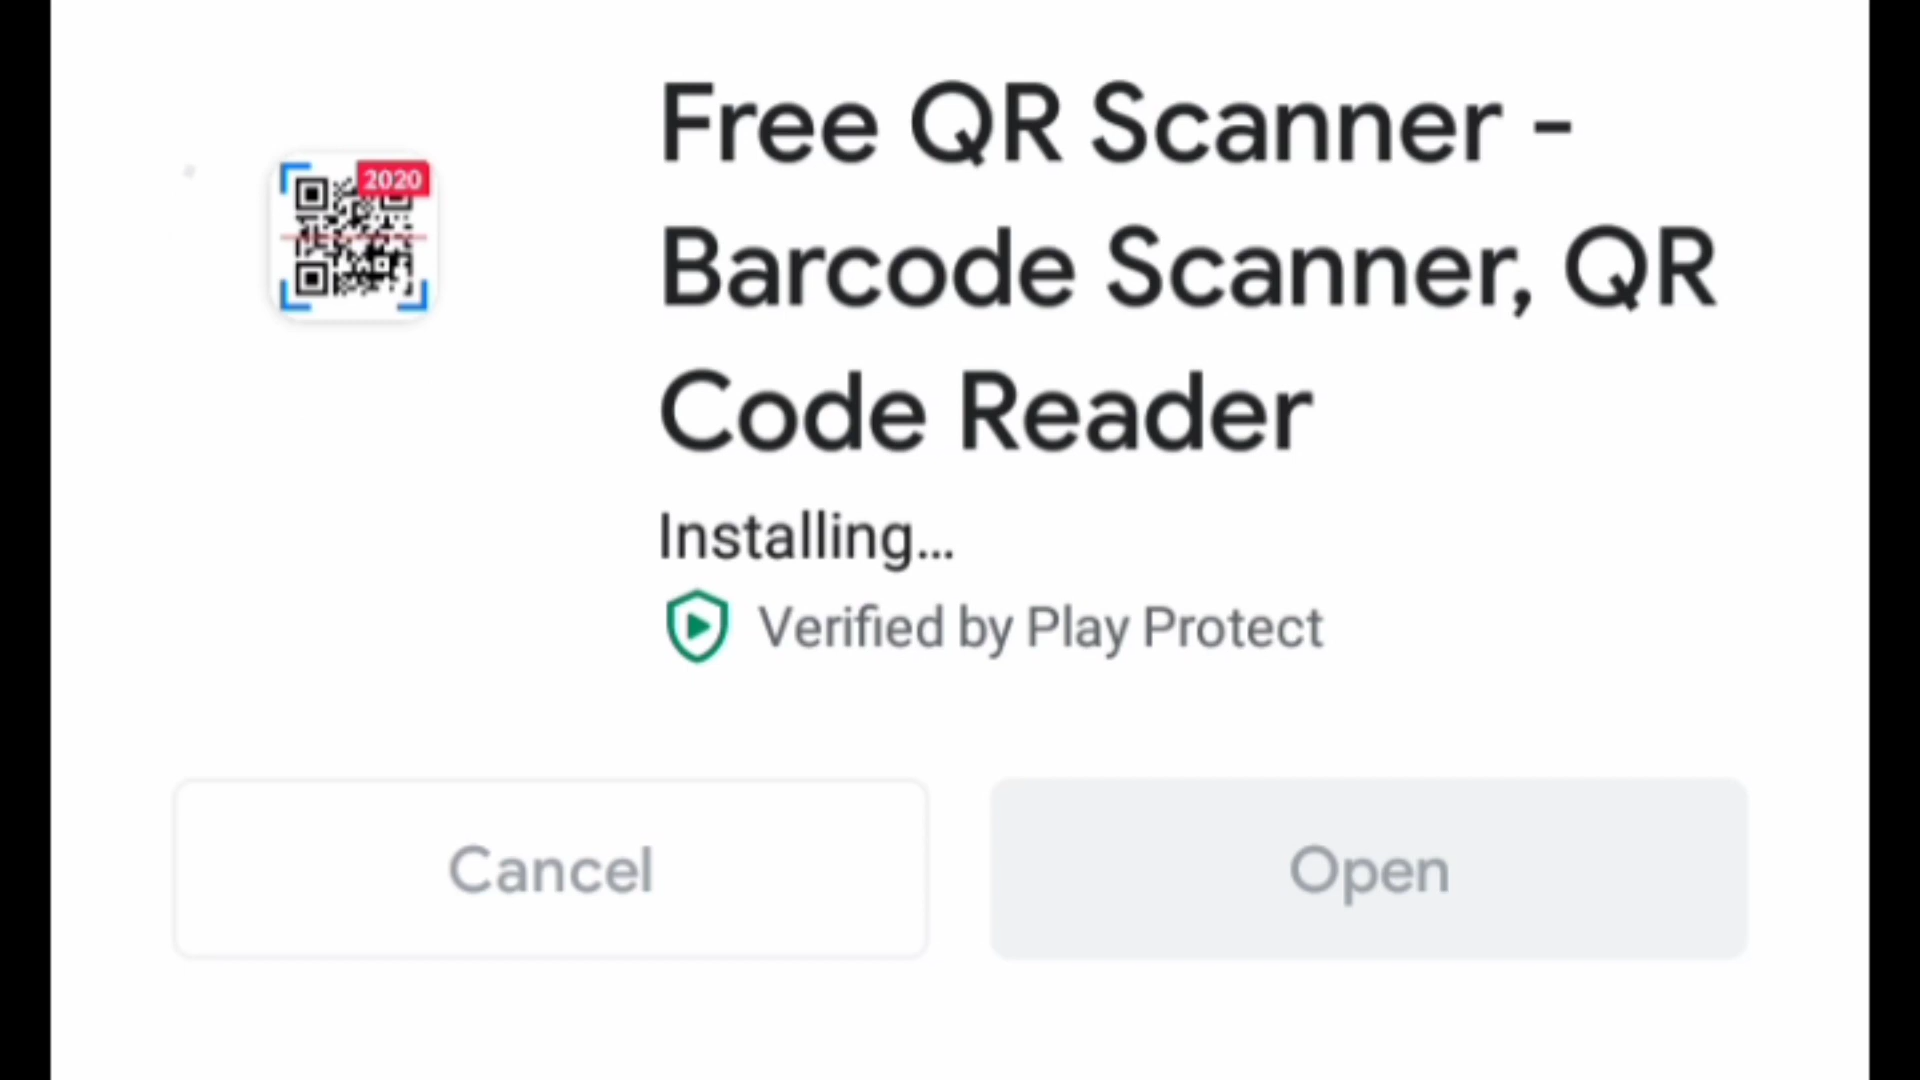 Free QR Scanner -
Barcode Scanner, QR
Code Reader
2020
Installing...
Verified by Play Protect
Cancel
Open